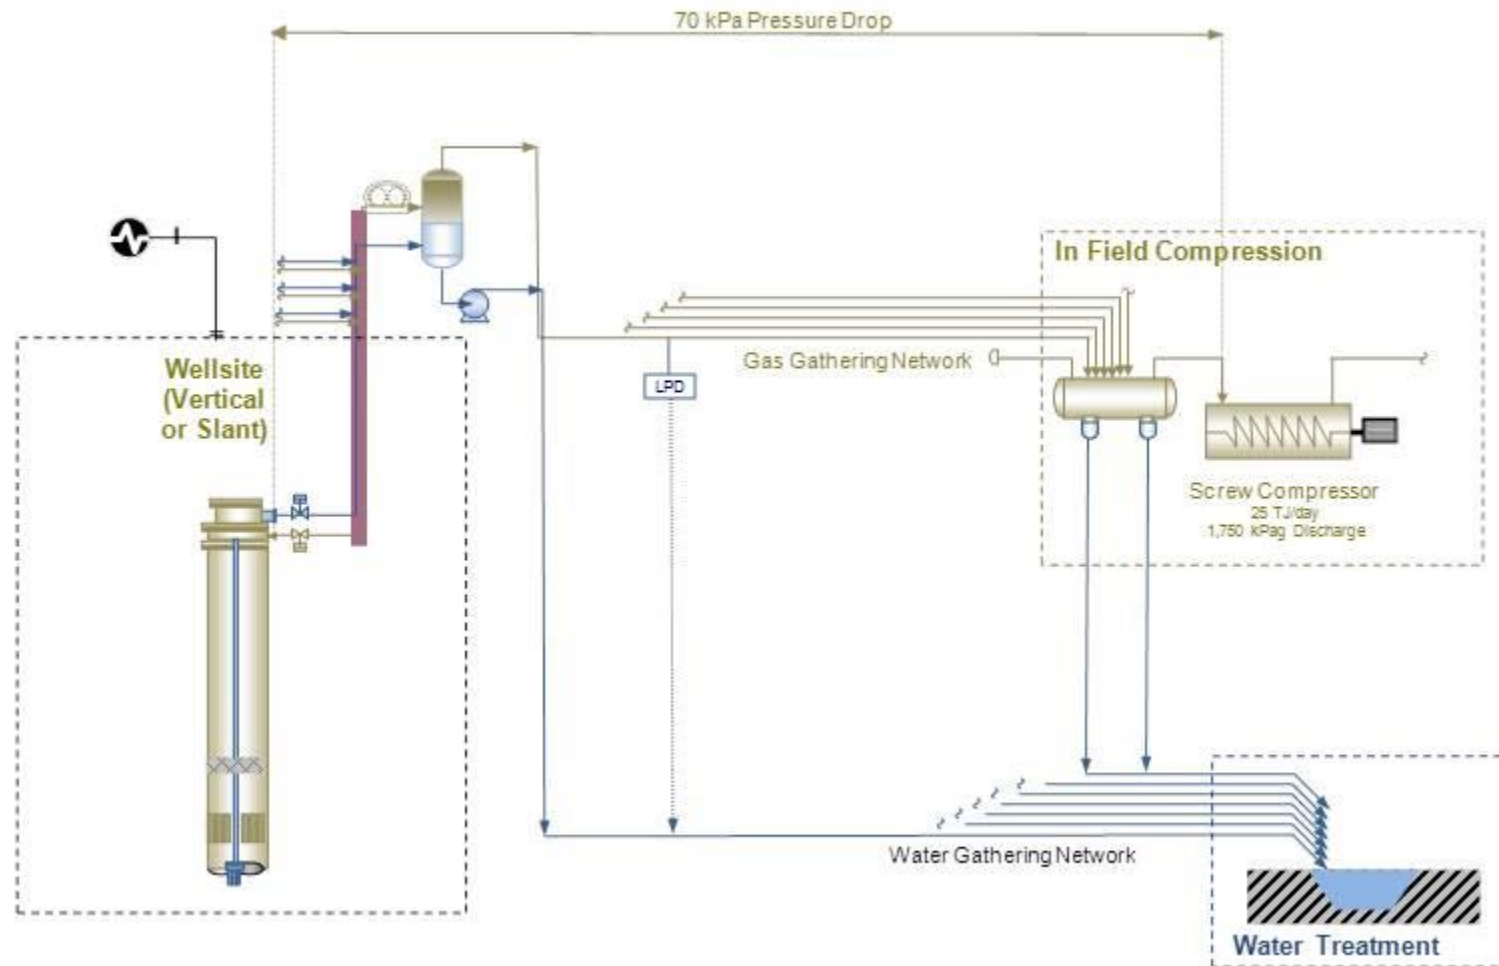 70 kPa Pressure Drop
In Field Compression
Wellsite
(Vertical
or Slant)
Gas Gathering Network
LPD
Screw Compressor
25 TJ/day
1,750 kPag Discharge
Water Gathering Network
Water Treatment